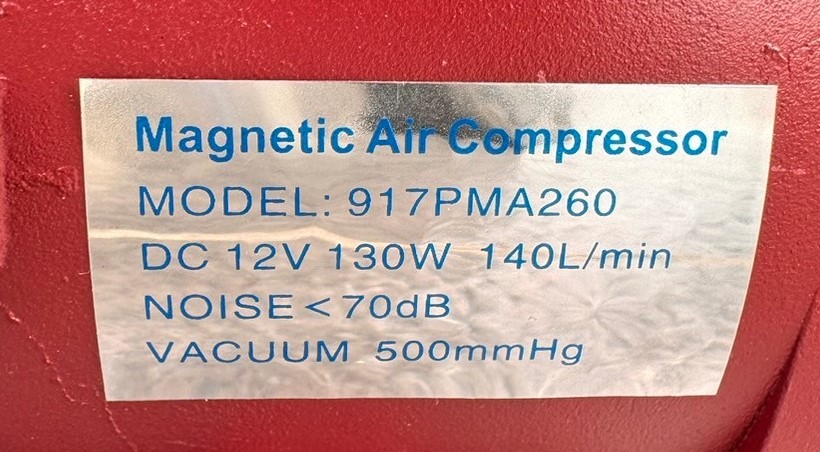 Magnetic Air Compressor
MODEL: 917PMA260
DC 12V 130W 140L/min
NOISE<70dB
VACUUM 500mmHg